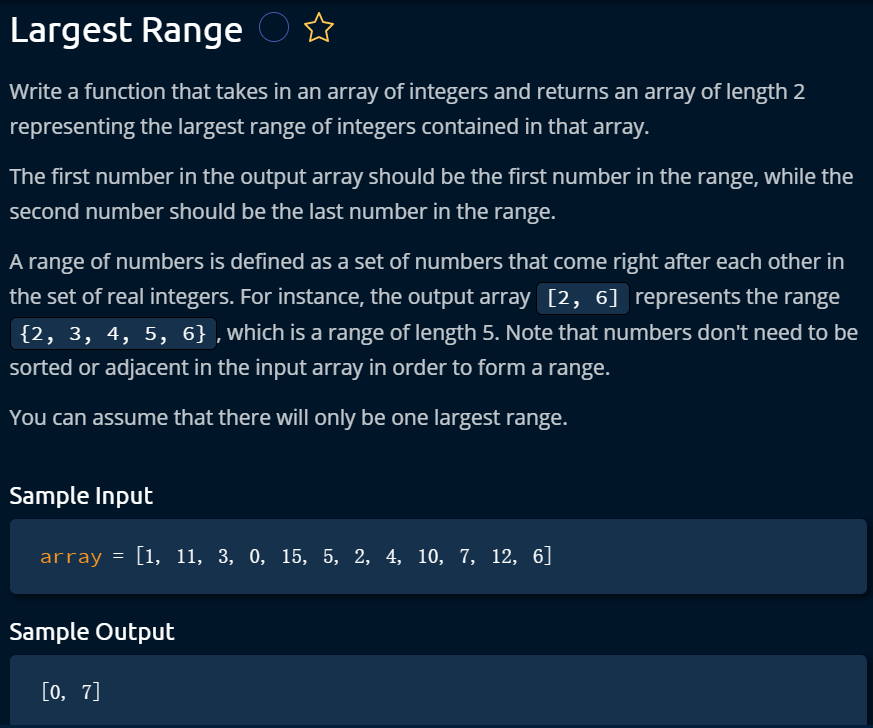 Largest Range
Write a function that takes in an array of integers and returns an array of length 2
representing the largest range of integers contained in that array.
The first number in the output array should be the first number in the range, while the
second number should be the last number in the range.
A range of numbers is defined as a set of numbers that come right after each other in
the set of real integers. For instance, the output array [2, 6] represents the range
{2, 3, 4, 5, 6}, which is a range of length 5. Note that numbers don't need to be
sorted or adjacent in the input array in order to form a range.
You can assume that there will only be one largest range.
Sample Input
array = [1, 11, 3, 0, 15, 5, 2, 4, 10, 7, 12, 6]
Sample Output
[0, 7]